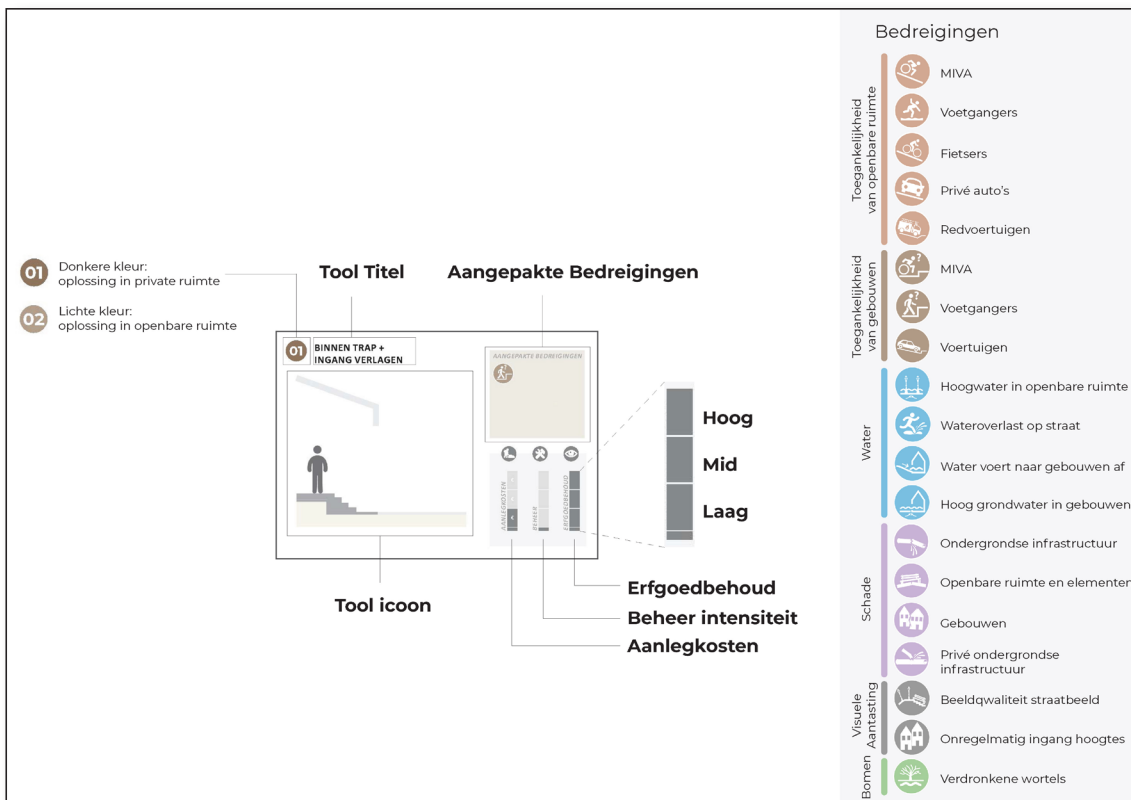 01
Donkere kleur:
oplossing in private ruimte
02
Lichte kleur:
oplossing in openbare ruimte
Tool Titel
Aangepakte Bedreigingen
01
BINNEN TRAP +
INGANG VERLAGEN
AANGEPAKTE BEDREIGINGEN
AANLEGKOSTEN
BEHEER
ERFGOEDBEHOUD
Hoog
Mid
Laag
Tool icoon
Erfgoedbehoud
Beheer intensiteit
Aanlegkosten
Bedreigingen
Toegankelijkheid
van openbare ruimte
MIVA
Voetgangers
Fietsers
Privé auto's
Redvoertuigen
Toegankelijkheid
van gebouwen
MIVA
Voetgangers
Voertuigen
Water
Hoogwater in openbare ruimte
Wateroverlast op straat
Water voert naar gebouwen af
Hoog grondwater in gebouwen
Schade
Ondergrondse infrastructuur
Openbare ruimte en elementen
Gebouwen
Privé ondergrondse
infrastructuur
Visuele
Aantasting
Beeldqwaliteit straatbeeld
Onregelmatig ingang hoogtes
Bomen
Verdronkene wortels